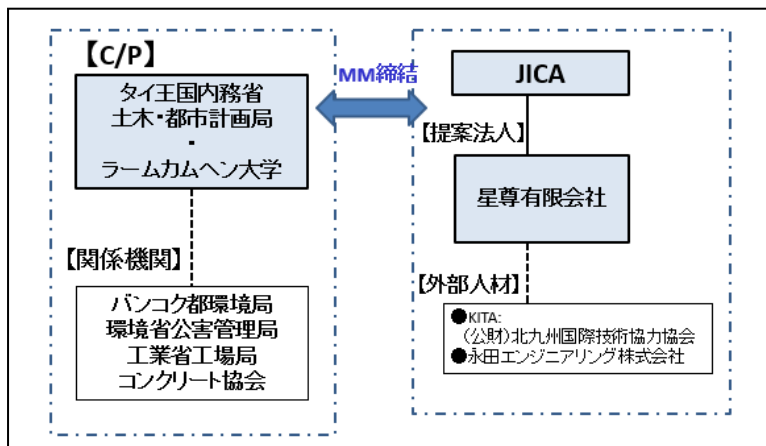 【C/P】
タイ王国内務省
土木・都市計画局
・
ラームカムヘン大学
【関係機関】
バンコク都環境局
環境省公害管理局
工業省工場局
コンクリート協会
MM締結
JICA
【提案法人】
星尊有限会社
【外部人材】
●KITA:
(公財)北九州国際技術協力協会
●永田エンジニアリング株式会社